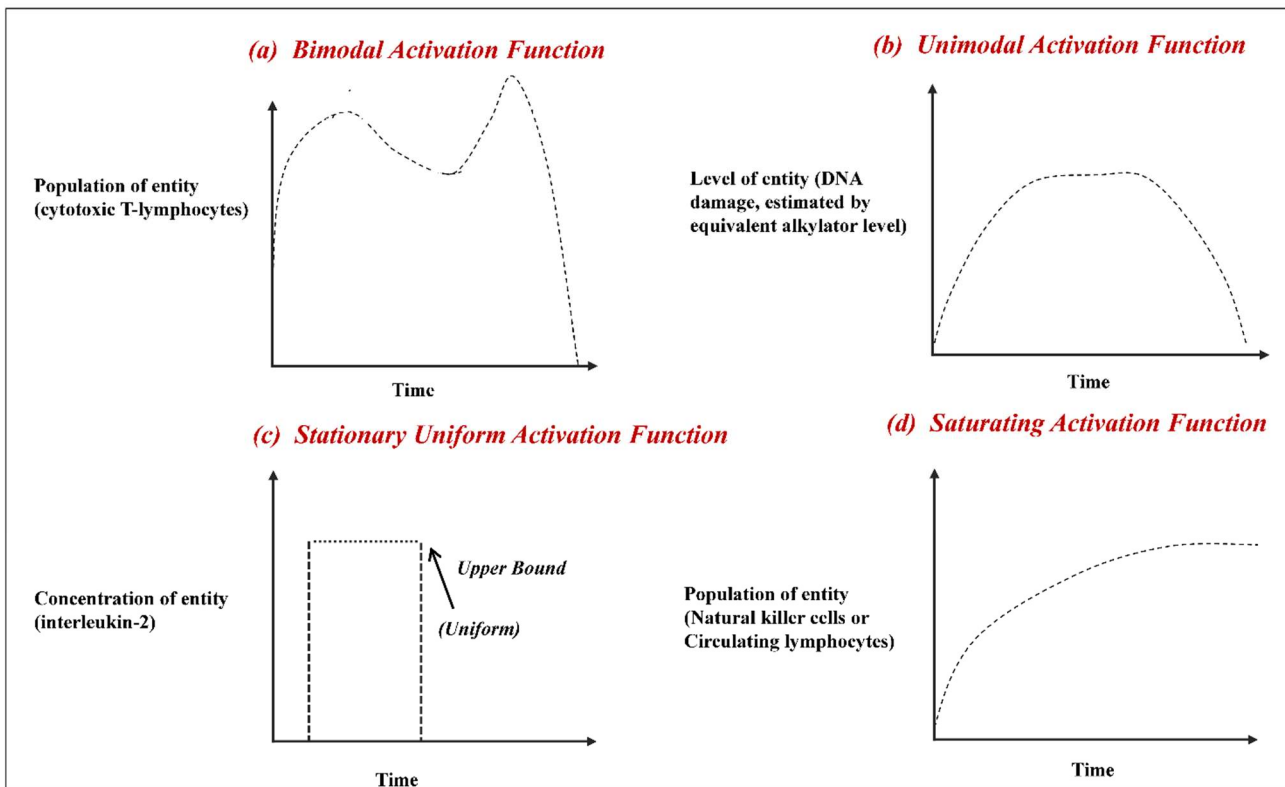 (a) Bimodal Activation Function
Population of entity
(cytotoxic T-lymphocytes)
Time
(b) Unimodal Activation Function
Level of entity (DNA
damage, estimated by
equivalent alkylator level)
Time
(c) Stationary Uniform Activation Function
Concentration of entity
(interleukin-2)
Upper Bound
(Uniform)
Time
(d) Saturating Activation Function
Population of entity
(Natural killer cells or
Circulating lymphocytes)
Time